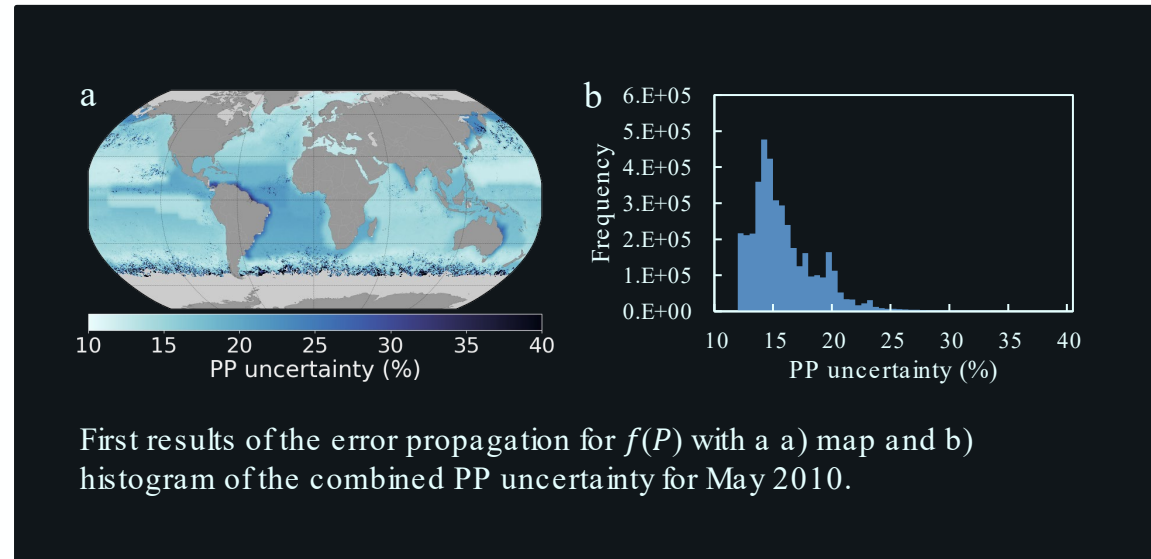 a
10 15 20 25 30 35 40
PP uncertainty (%)
b
6.E+05
5.E+05
4.E+05
3.E+05
2.E+05
1.E+05
0.E+00
Frequency
10 15 20 25 30 35 40
PP uncertainty (%)
First results of the error propagation for f(P) with a a) map and b)
histogram of the combined PP uncertainty for May 2010.